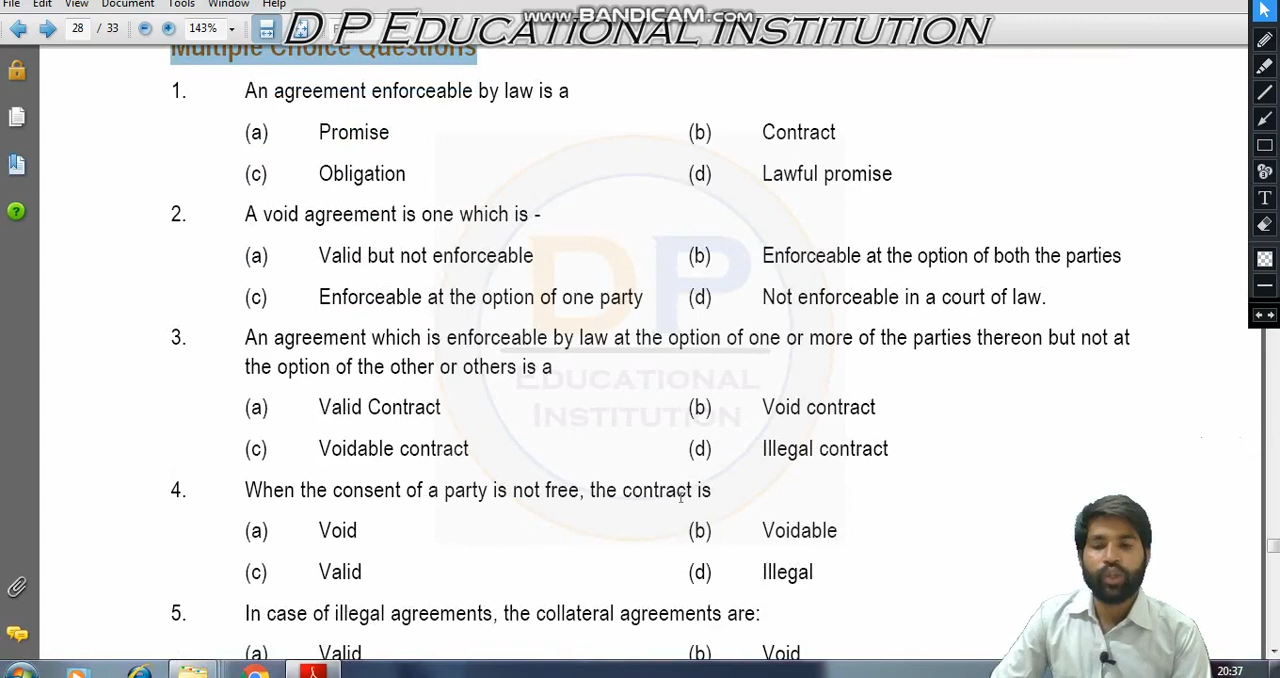 File Edit View Document Tools Window Help
WWW.BANDICAM.COM
D P EDUCATIONAL INSTITUTION
28 / 33 143%
Multiple Choice Questions
1. An agreement enforceable by law is a
(a) Promise (b) Contract
(c) Obligation (d) Lawful promise
2. A void agreement is one which is -
(a) Valid but not enforceable (b) Enforceable at the option of both the parties
(c) Enforceable at the option of one party (d) Not enforceable in a court of law.
3. An agreement which is enforceable by law at the option of one or more of the parties thereon but not at
the option of the other or others is a
(a) Valid Contract (b) Void contract
(c) Voidable contract (d) Illegal contract
4. When the consent of a party is not free, the contract is
(a) Void (b) Voidable
(c) Valid (d) Illegal
5. In case of illegal agreements, the collateral agreements are:
(a) Valid (b) Void
DP
EDUCATIONAL
INSTITUTION
20:37